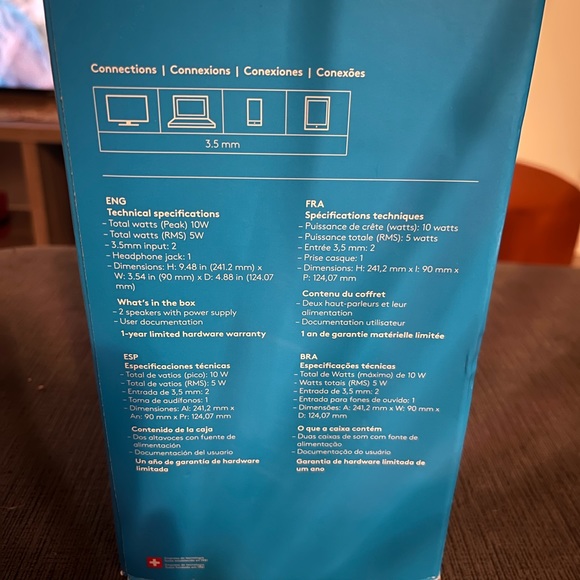 Connections | Connexions | Conexiones | Conexões
3.5 mm
ENG
Technical specifications
- Total watts (Peak) 10W
- Total watts (RMS) 5W
- 3.5mm input: 2
- Headphone jack: 1
- Dimensions: H: 9.48 in (241.2 mm) x
W: 3.54 in (90 mm) x D: 4.88 in (124.07
mm)
What's in the box
- 2 speakers with power supply
- User documentation
1-year limited hardware warranty
FRA
Spécifications techniques
- Puissance de crête (watts): 10 watts
- Puissance totale (RMS): 5 watts
- Entrée 3,5 mm: 2
- Prise casque: 1
- Dimensions: H: 241,2 mm x l: 90 mm x
P: 124,07 mm
Contenu du coffret
- Deux haut-parleurs et leur
alimentation
- Documentation utilisateur
1 an de garantie matérielle limitée
ESP
Especificaciones técnicas
- Total de vatios (pico): 10 W
- Total de vatios (RMS): 5 W
- Entrada de 3,5 mm: 2
- Toma de audífonos: 1
- Dimensiones: Al: 241,2 mm x
An: 90 mm x Pr: 124,07 mm
Contenido de la caja
- Dos altavoces con fuente de
alimentación
- Documentación del usuario
Un año de garantía de hardware
limitada
BRA
Especificações técnicas
- Total de Watts (máximo) de 10 W
- Watts totais (RMS) 5 W
- Entrada de 3,5 mm: 2
- Entrada para fones de ouvido: 1
- Dimensões: A: 241,2 mm x W: 90 mm x
D: 124,07 mm
O que a caixa contém
- Duas caixas de som com fonte de
alimentação
- Documentação do usuário
Garantia de hardware limitada de
um ano